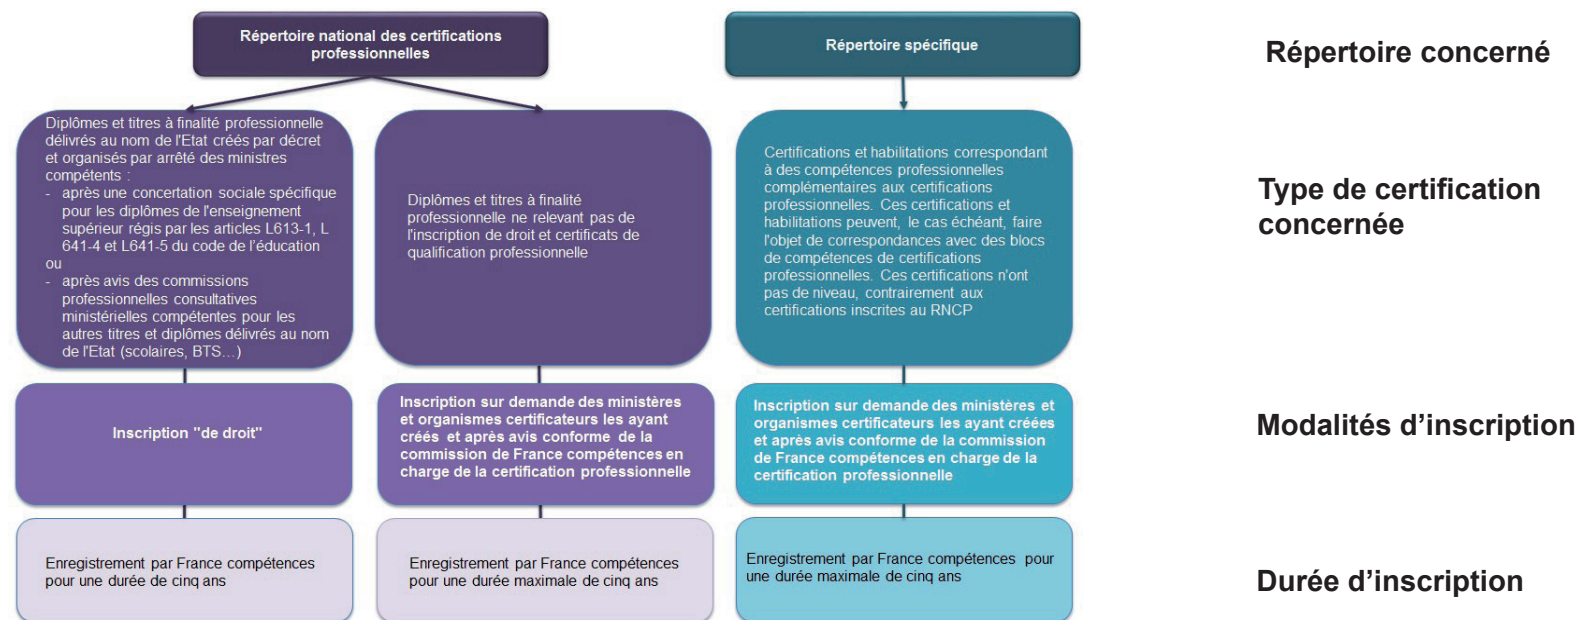 Répertoire national des certifications
professionnelles
Répertoire spécifique
Répertoire concerné
Diplômes et titres à finalité professionnelle
délivrés au nom de l'Etat créés par décret
et organisés par arrêté des ministres
compétents :
- après une concertation sociale spécifique
pour les diplômes de l'enseignement
supérieur régis par les articles L613-1, L
641-4 et L641-5 du code de l'éducation
ou
- après avis des commissions
professionnelles consultatives
ministérielles compétentes pour les
autres titres et diplômes délivrés au nom
de l'Etat (scolaires, BTS…)
Diplômes et titres à finalité
professionnelle ne relevant pas de
l'inscription de droit et certificats de
qualification professionnelle
Certifications et habilitations correspondant
à des compétences professionnelles
complémentaires aux certifications
professionnelles. Ces certifications et
habilitations peuvent, le cas échéant, faire
l'objet de correspondances avec des blocs
de compétences de certifications
professionnelles. Ces certifications n'ont
pas de niveau, contrairement aux
certifications inscrites au RNCP
Type de certification
concernée
Inscription "de droit"
Inscription sur demande des ministères
et organismes certificateurs les ayant
créés et après avis conforme de la
commission de France compétences en
charge de la certification professionnelle
Inscription sur demande des ministères et
organismes certificateurs les ayant créées
et après avis conforme de la commission
de France compétences en charge de la
certification professionnelle
Modalités d'inscription
Enregistrement par France compétences
pour une durée de cinq ans
Enregistrement par France compétences
pour une durée maximale de cinq ans
Enregistrement par France compétences pour
une durée maximale de cinq ans
Durée d'inscription